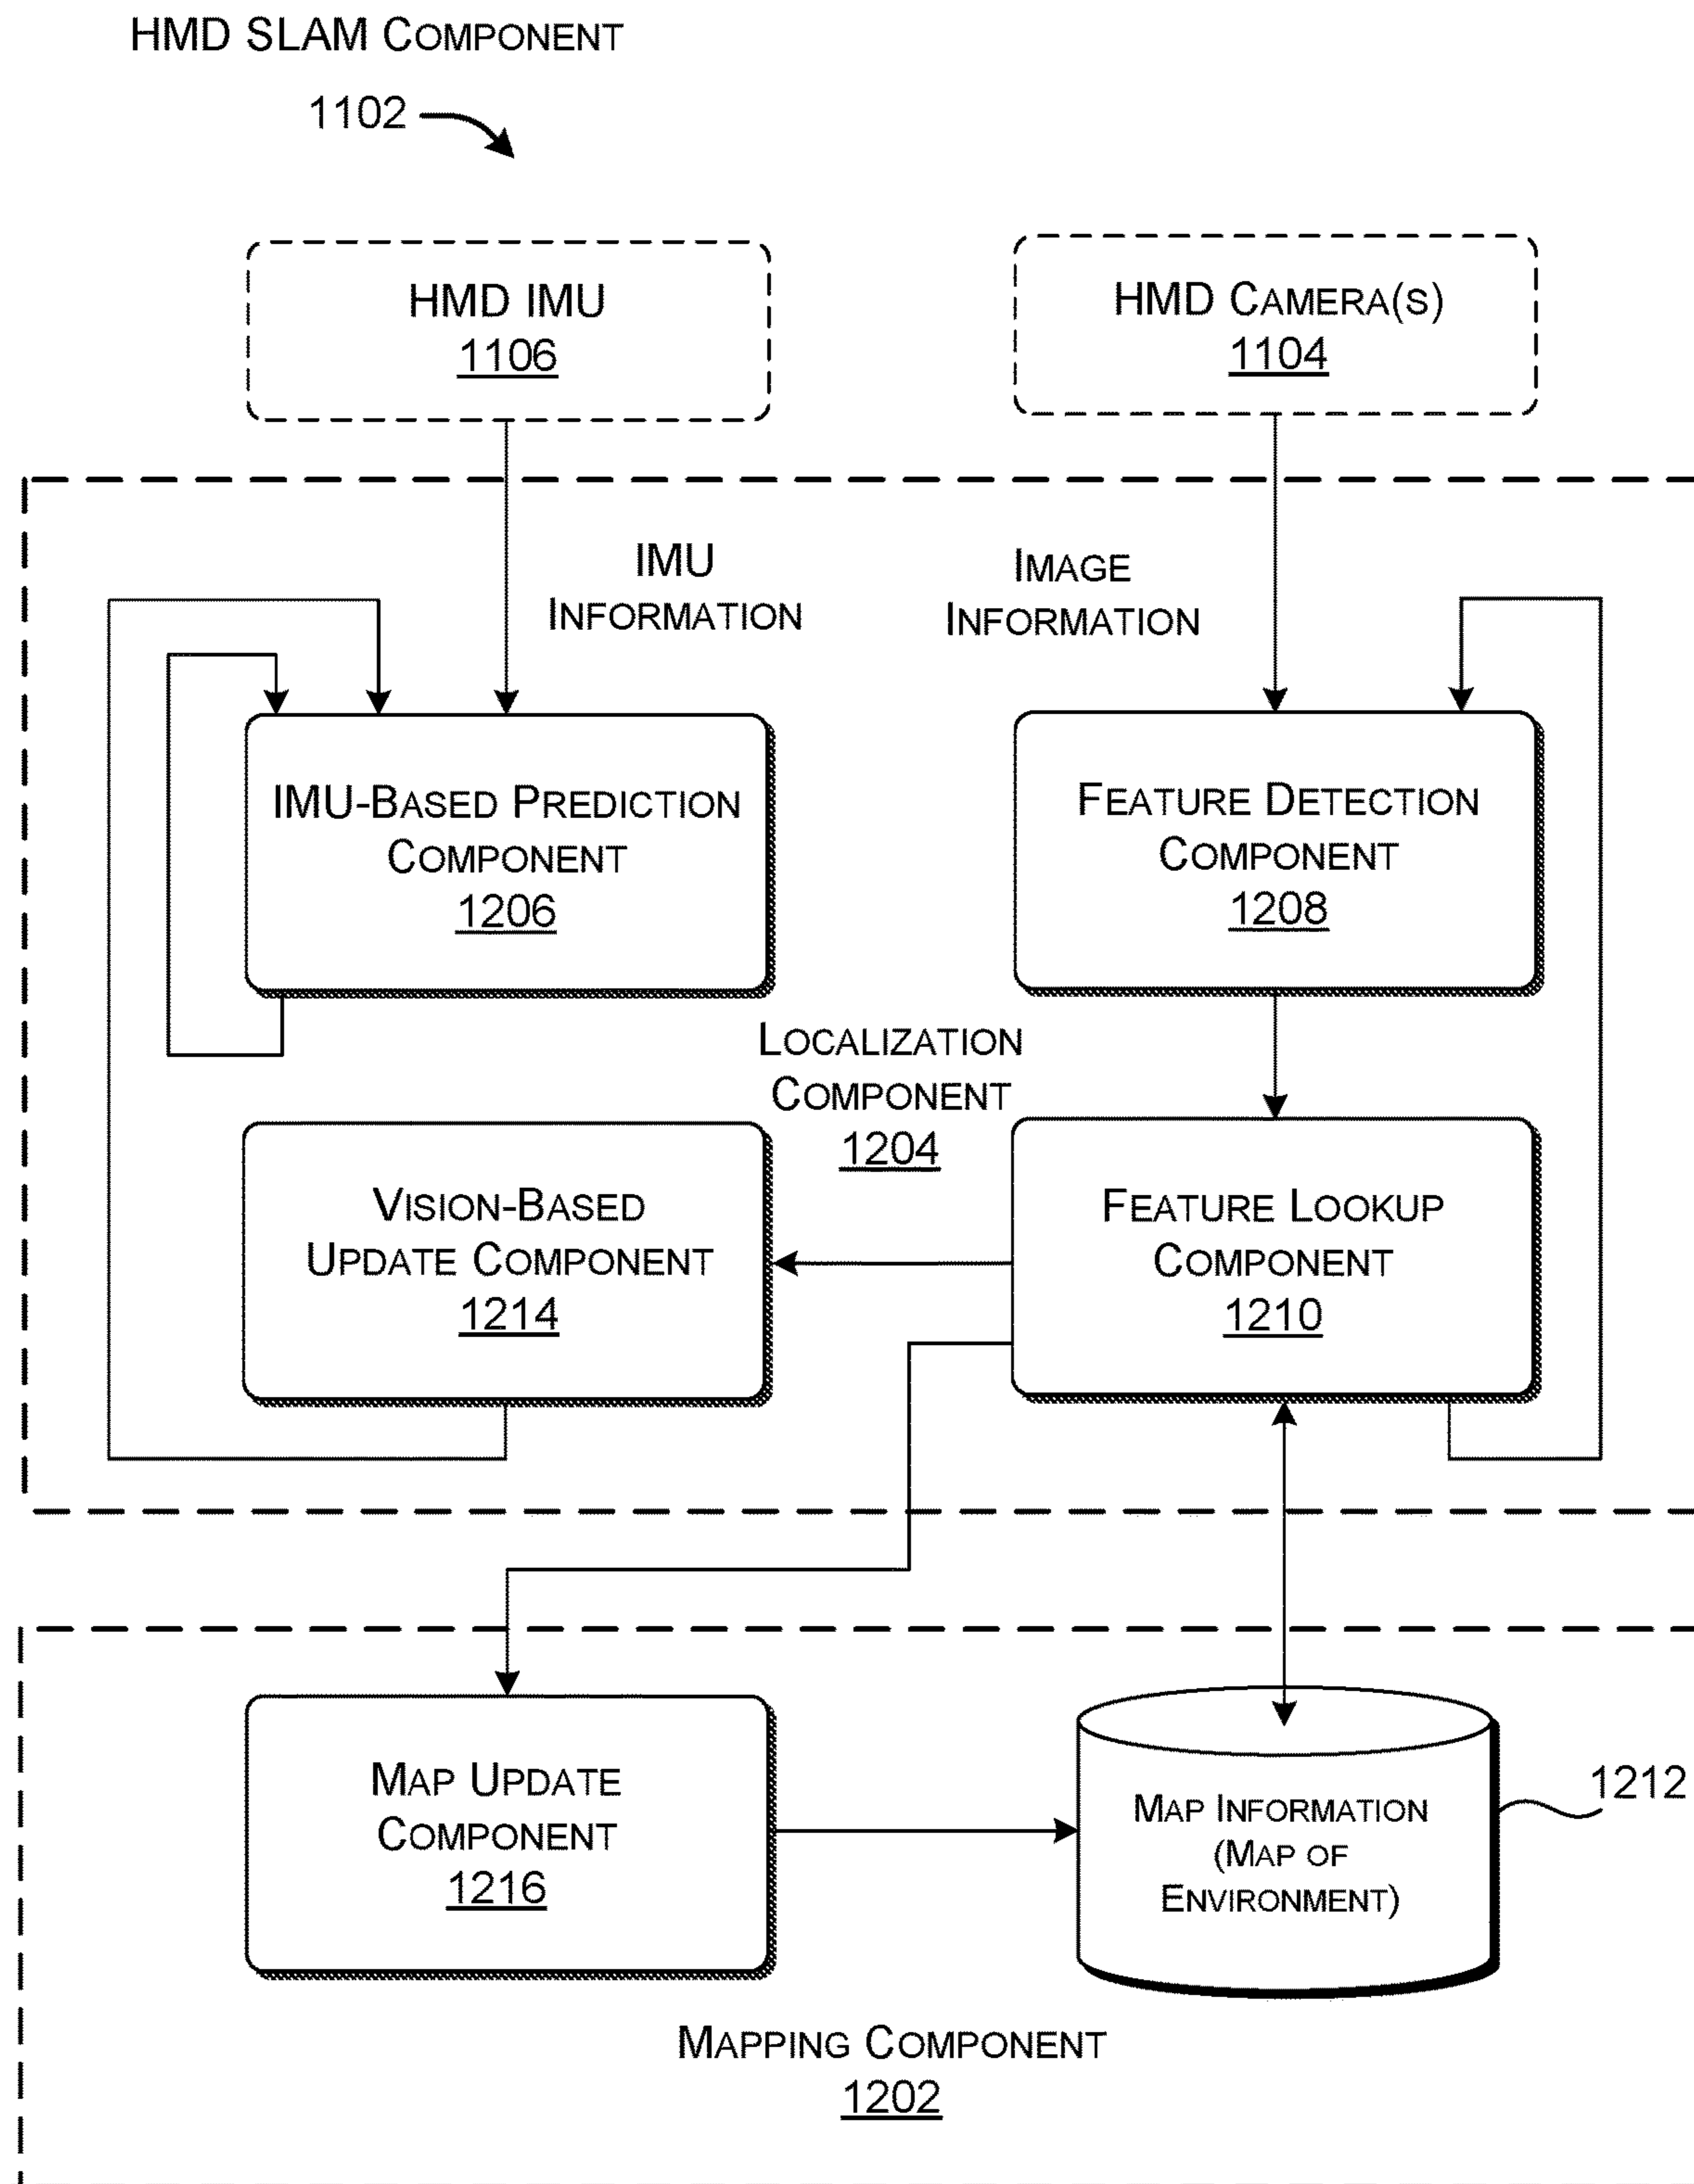 HMD SLAM COMPONENT
1102
HMD IMU
1106
HMD CAMERA(S)
1104
IMU
INFORMATION
IMAGE
INFORMATION
IMU-BASED PREDICTION
COMPONENT
1206
FEATURE DETECTION
COMPONENT
1208
LOCALIZATION
COMPONENT
1204
VISION-BASED
UPDATE COMPONENT
1214
FEATURE LOOKUP
COMPONENT
1210
MAP UPDATE
COMPONENT
1216
MAP INFORMATION
(MAP OF
ENVIRONMENT)
1212
MAPPING COMPONENT
1202